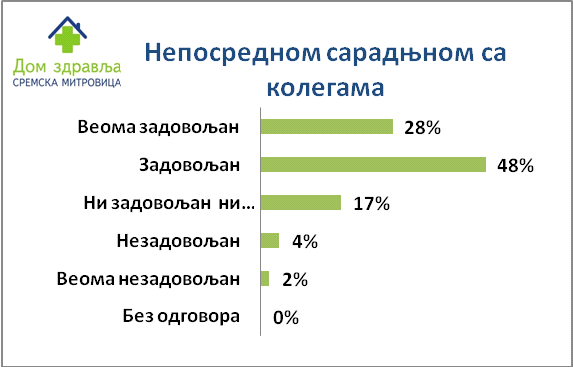 Дом здравља
СРЕМСКА МИТРОВИЦА
Непосредном сарадњном са
колегама
Веома задовољан 28%
Задовољан 48%
Ни задовољан ни... 17%
Незадовољан 4%
Веома незадовољан 2%
Без одговора 0%